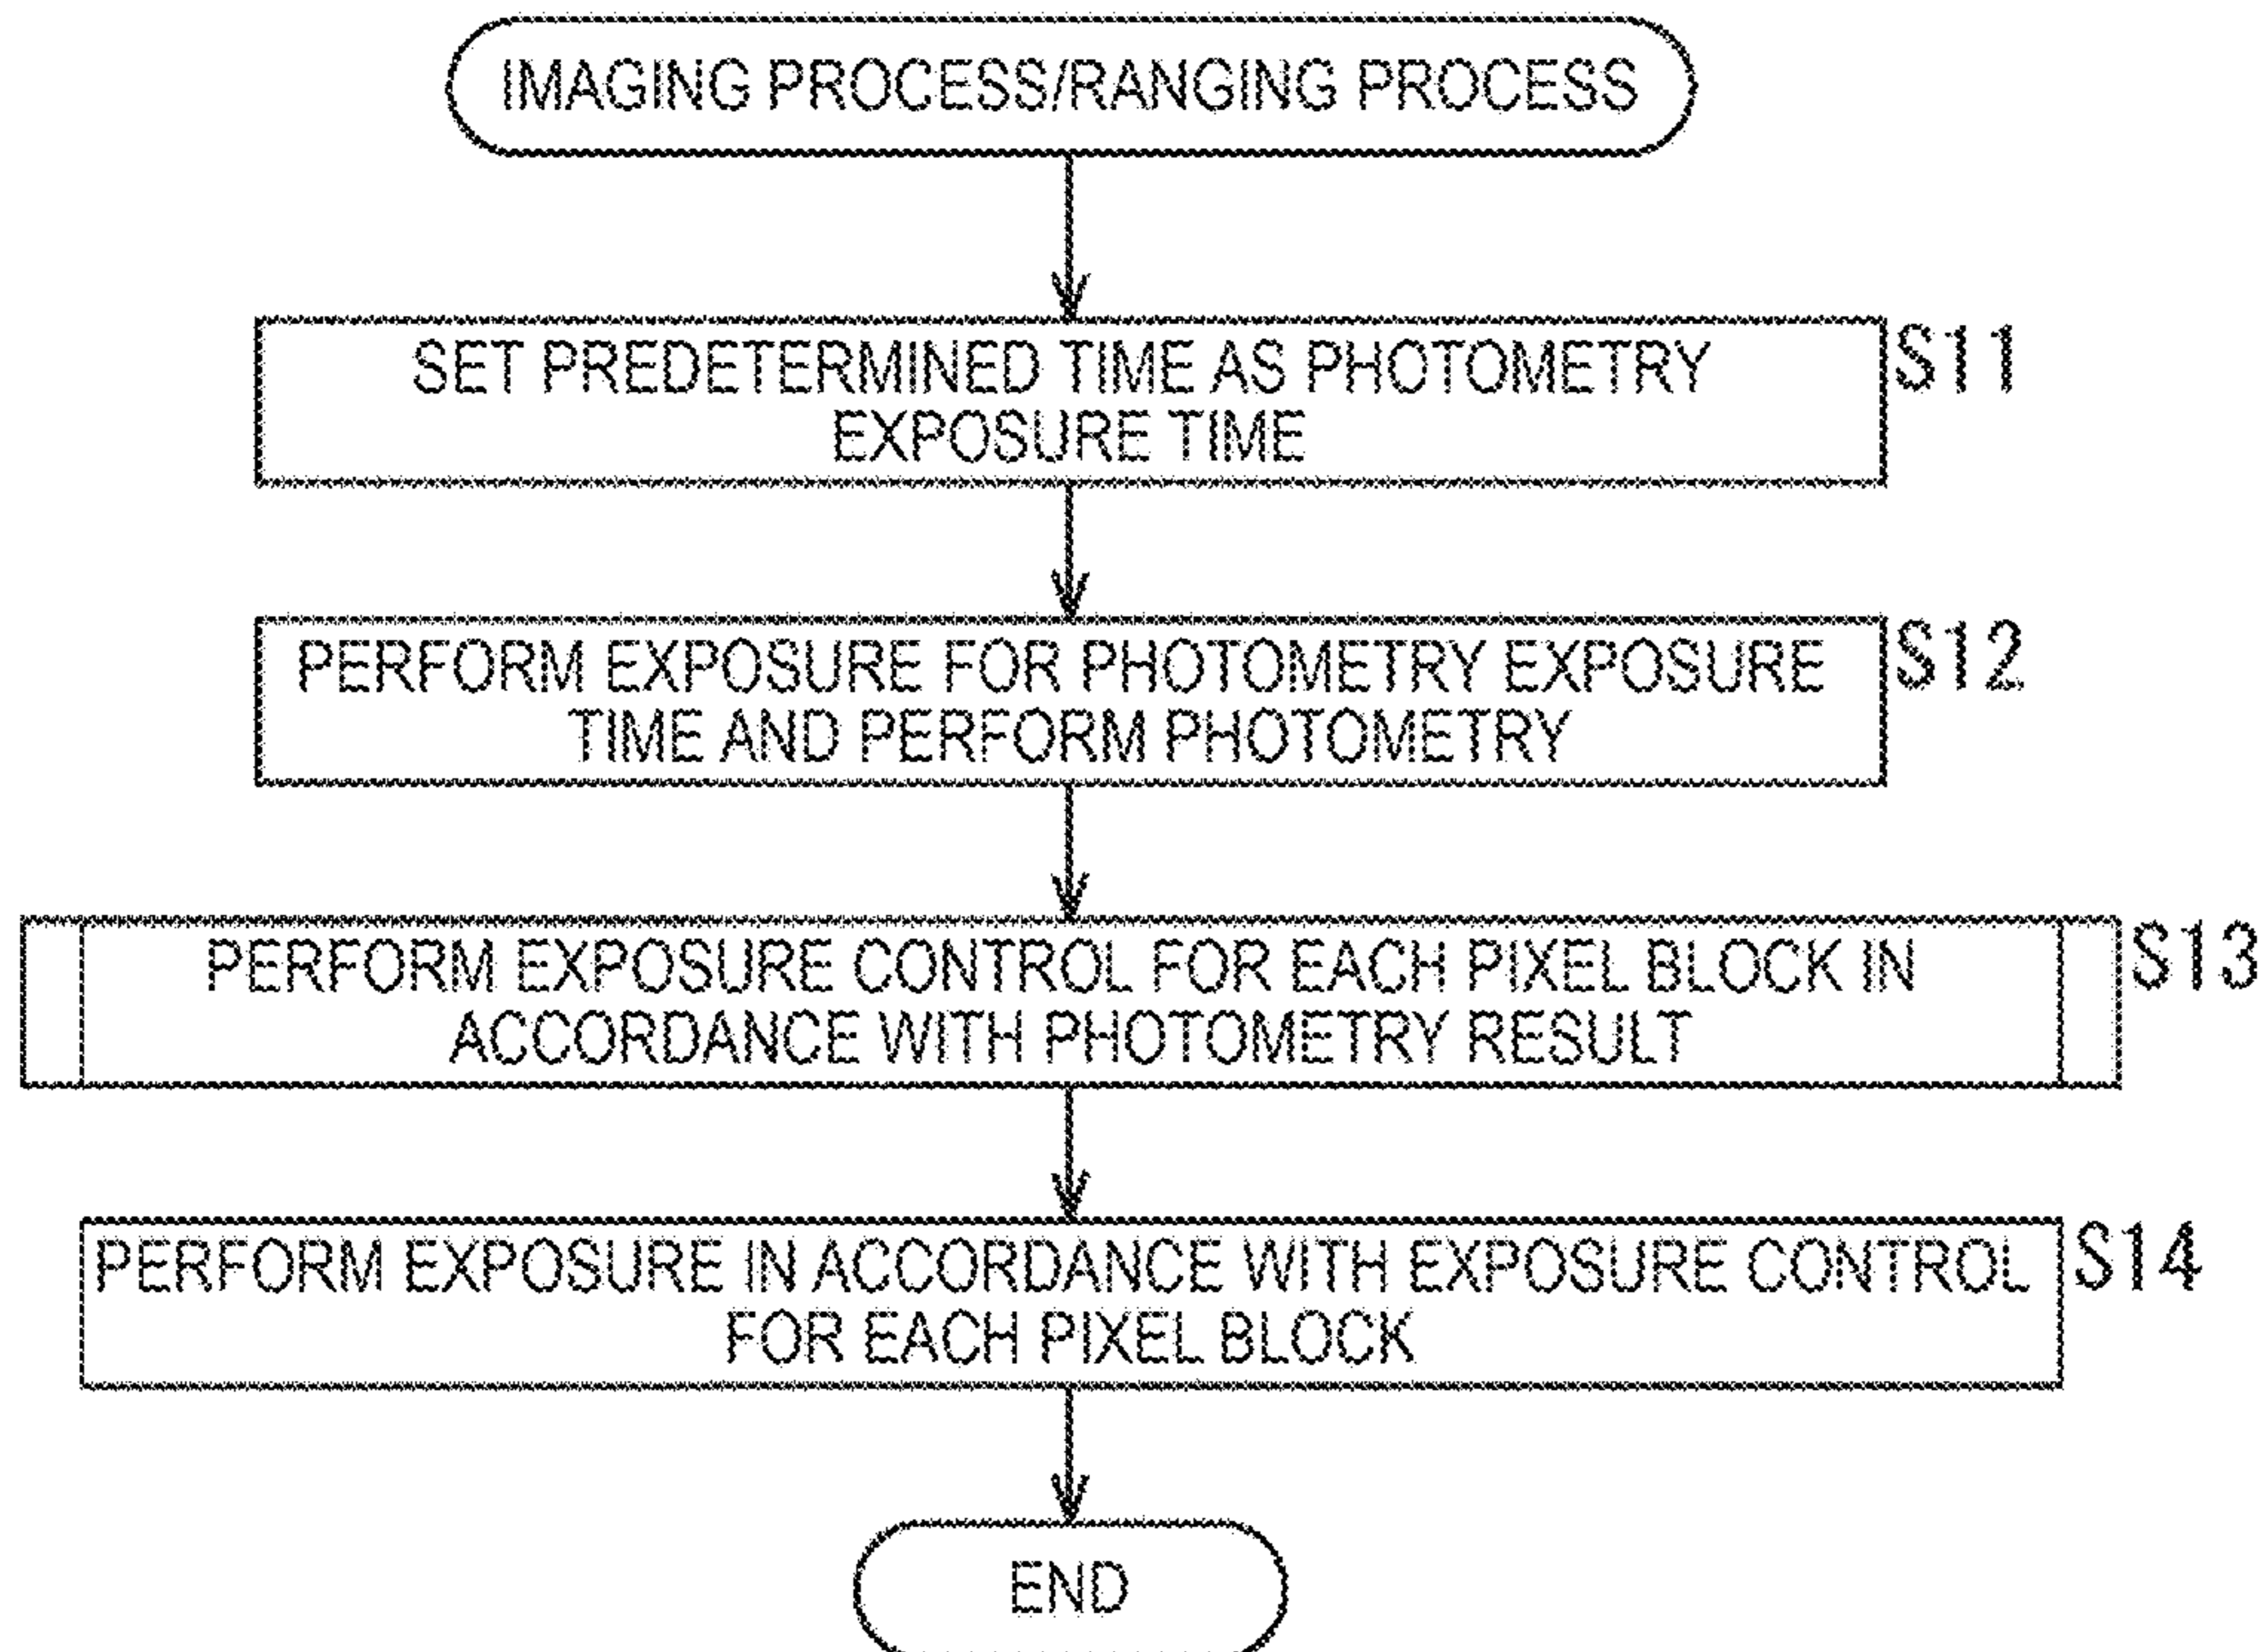 IMAGING PROCESS/RANGING PROCESS
SET PREDETERMINED TIME AS PHOTOMETRY
EXPOSURE TIME
S11
PERFORM EXPOSURE FOR PHOTOMETRY EXPOSURE
TIME AND PERFORM PHOTOMETRY
S12
PERFORM EXPOSURE CONTROL FOR EACH PIXEL BLOCK IN
ACCORDANCE WITH PHOTOMETRY RESULT
S13
PERFORM EXPOSURE IN ACCORDANCE WITH EXPOSURE CONTROL
FOR EACH PIXEL BLOCK
S14
END